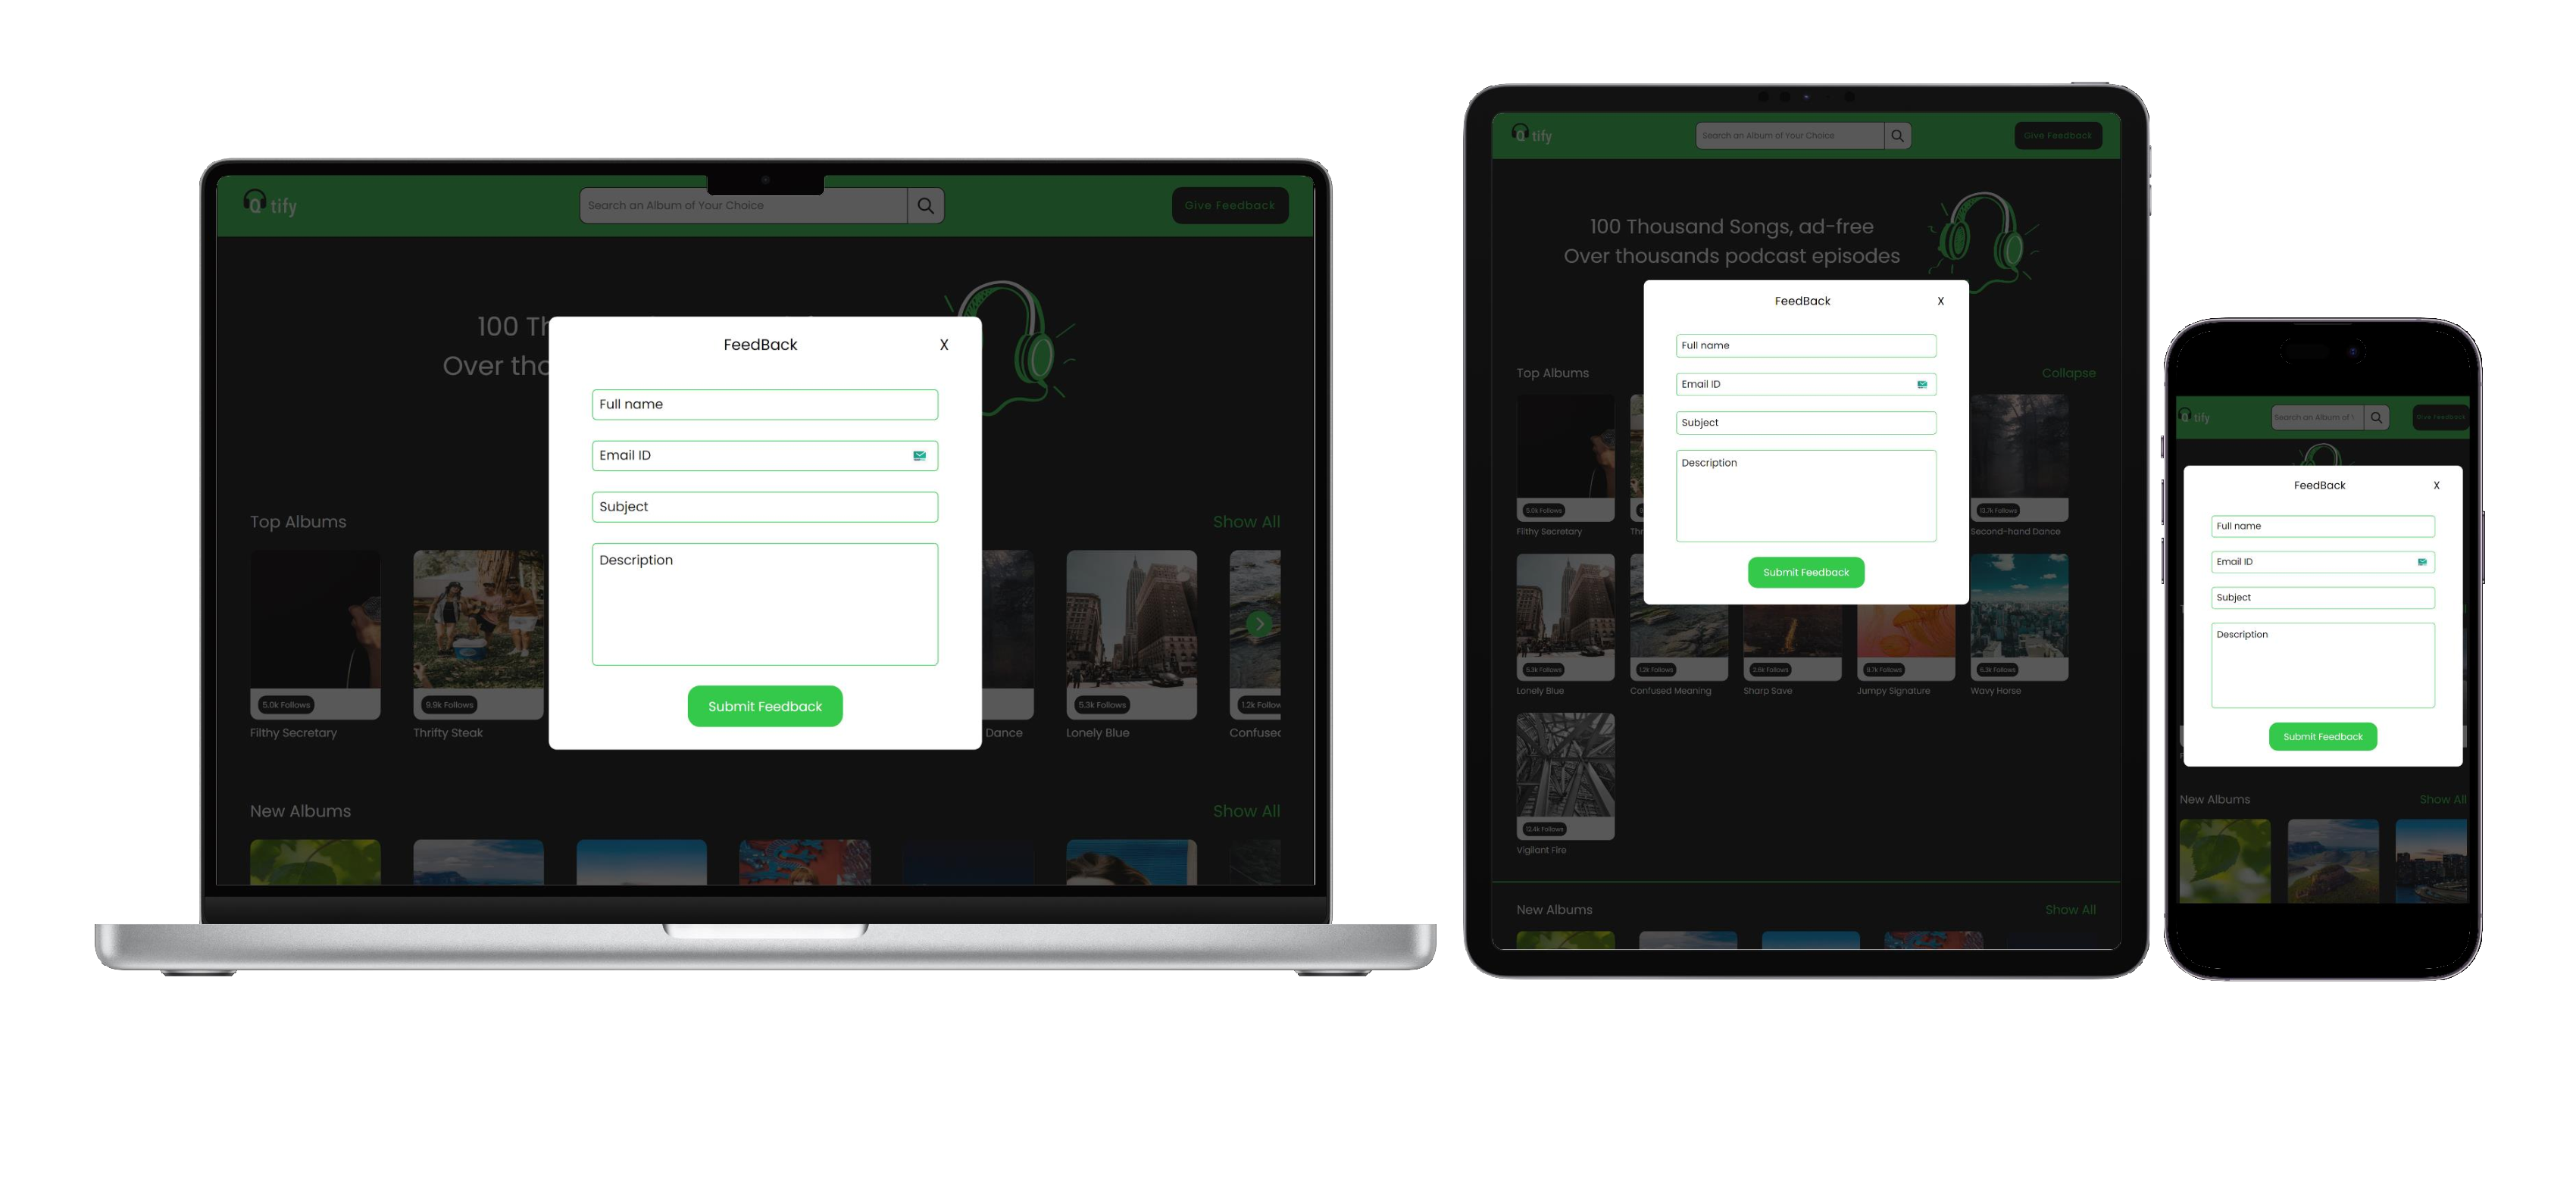 Qtify
Search an Album of Your Choice
Give Feedback
100 Th
Over tho
FeedBack X
Full name
Email ID
Subject
Description
Submit Feedback
Top Albums Show All
5.0k Follows
9.9k Follows
5.3k Follows
1.2k Follow
Filthy Secretary
Thrifty Steak
Dance
Lonely Blue
Confused
New Albums Show All
Qtify
Search an Album of Your Choice
Give Feedback
100 Thousand Songs, ad-free
Over thousands podcast episodes
FeedBack X
Full name
Email ID
Subject
Description
Submit Feedback
Top Albums Collapse
5.0k Follows
13.7k Follows
Filthy Secretary
Thr
Second-hand Dance
5.3k Follows
1.2k Follows
2.6k Follows
9.7k Follows
6.3k Follows
Lonely Blue
Confused Meaning
Sharp Save
Jumpy Signature
Wavy Horse
12.4k Follows
Vigilant Fire
New Albums Show All
Qtify
Search an Album of
Give Feedback
FeedBack X
Full name
Email ID
Subject
Description
Submit Feedback
New Albums Show All